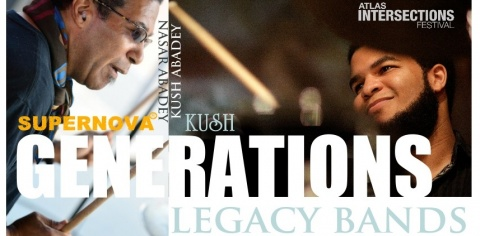 ATLAS
INTERSECTIONS
FESTIVAL
NASAR ABADEY
KUSH ABADEY
SUPERNOVA®
KUSH
GENERATIONS
LEGACY BANDS